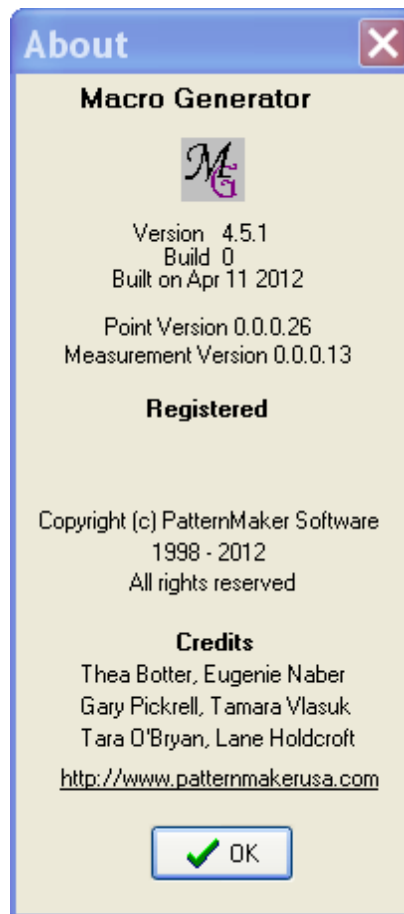 About
Macro Generator
MG
Version 4.5.1
Build 0
Built on Apr 11 2012
Point Version 0.0.0.26
Measurement Version 0.0.0.13
Registered
Copyright (c) PatternMaker Software
1998 - 2012
All rights reserved
Credits
Thea Botter, Eugenie Naber
Gary Pickrell, Tamara Vlasuk
Tara O'Bryan, Lane Holdcroft
http://www.patternmakerusa.com
OK